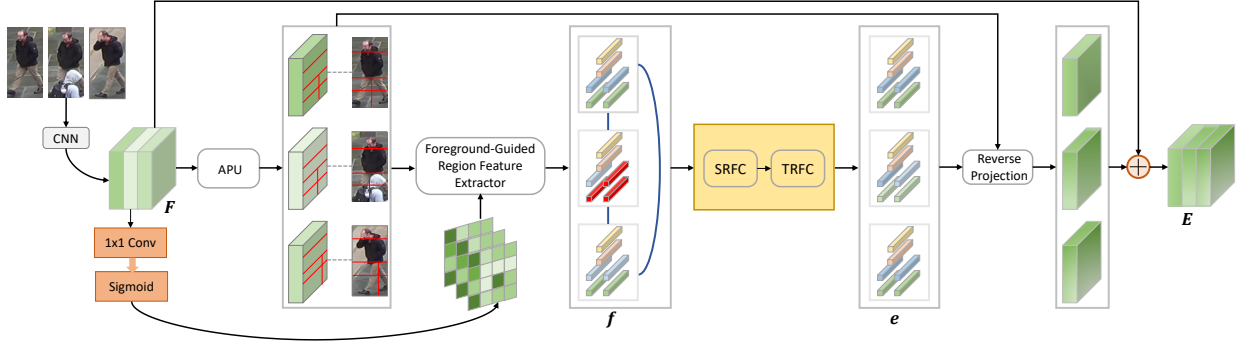 CNN
F
APU
1x1 Conv
Sigmoid
Foreground-Guided
Region Feature
Extractor
f
SRFC
TRFC
e
Reverse
Projection
E